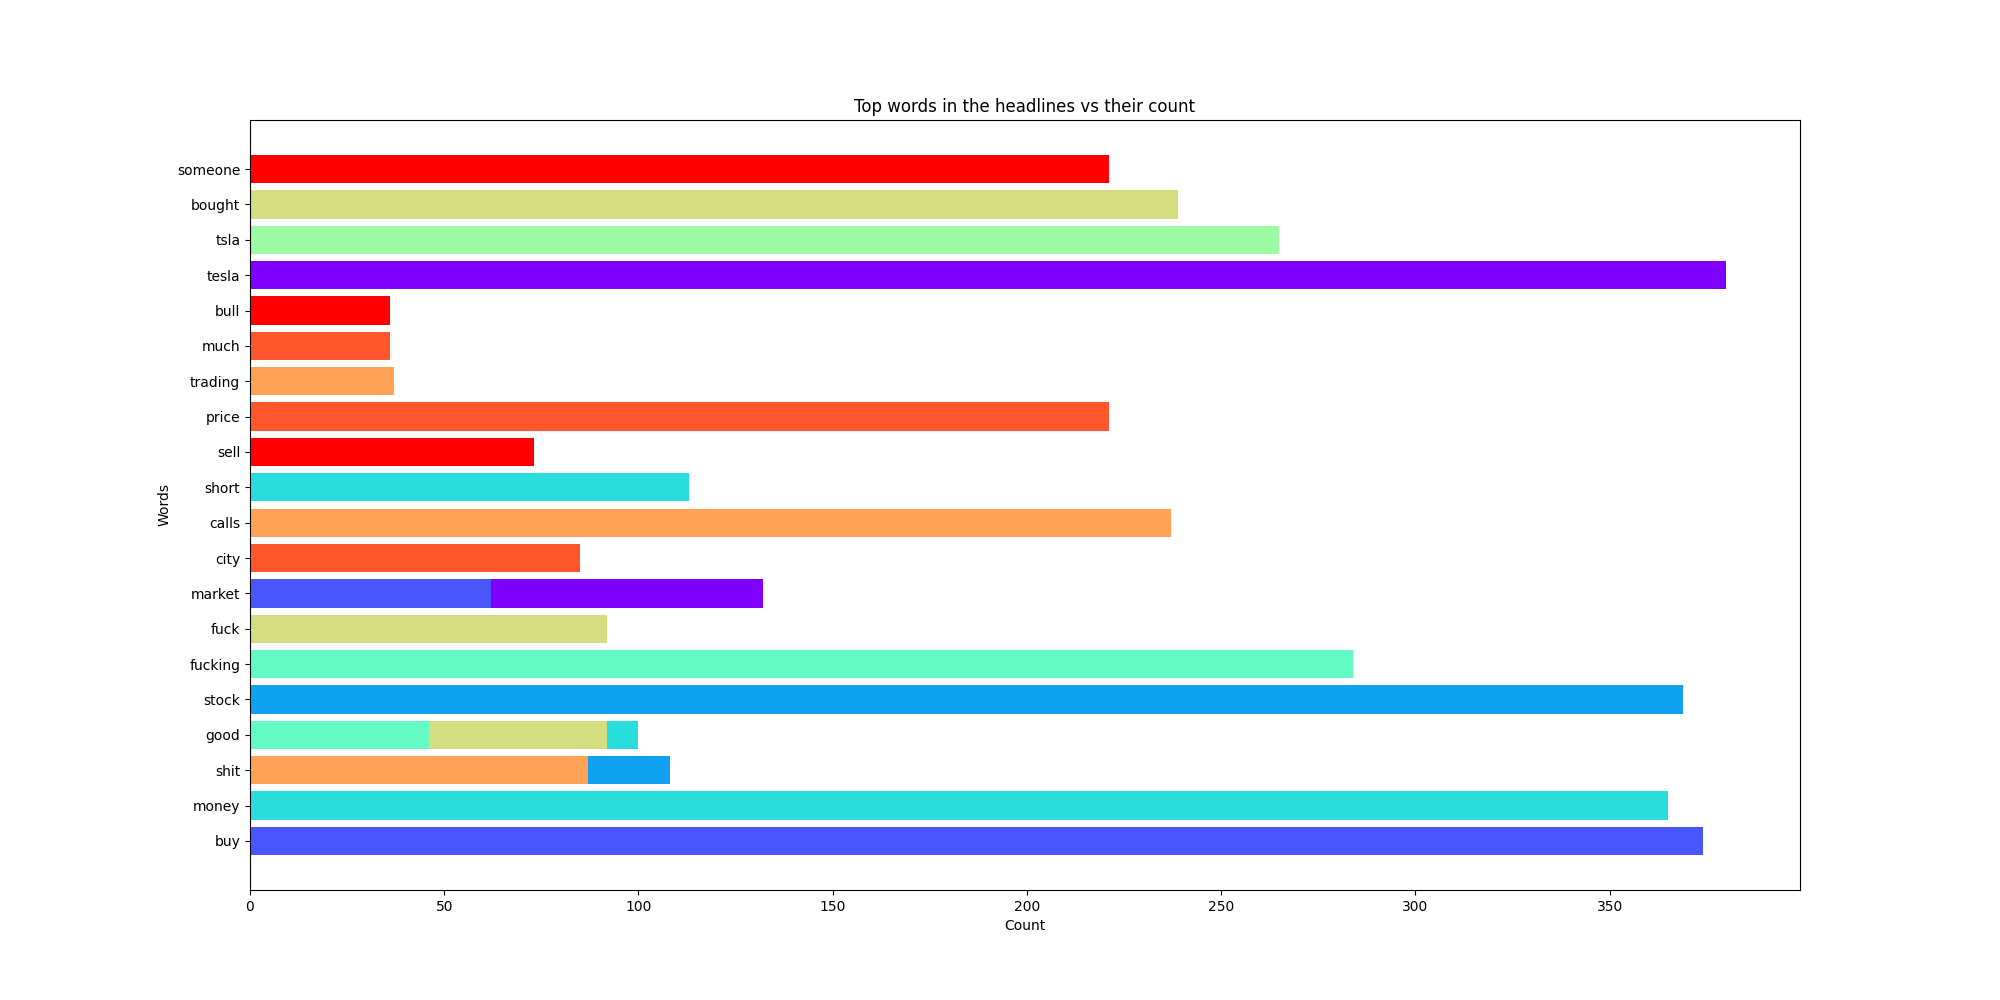 Top words in the headlines vs their count
Words
someone
bought
tsla
tesla
bull
much
trading
price
sell
short
calls
city
market
fuck
fucking
stock
good
shit
money
buy
0 50 100 150 200 250 300 350
Count